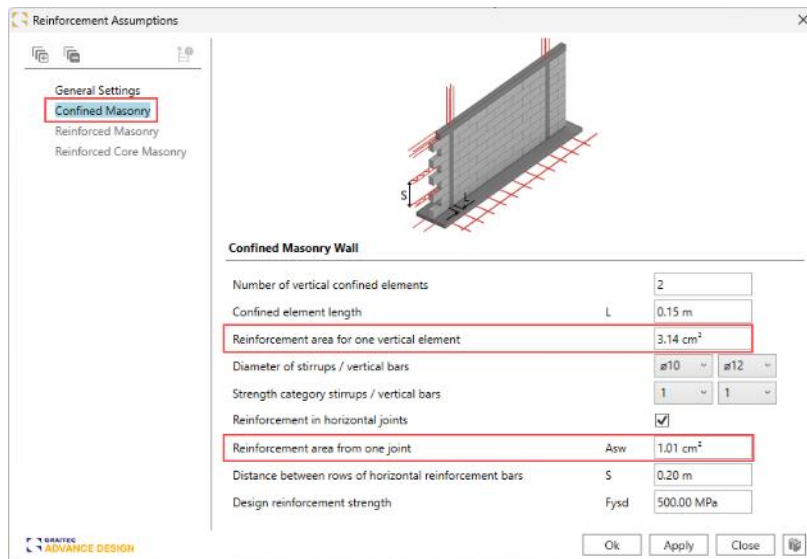 Reinforcement Assumptions
General Settings
Confined Masonry
Reinforced Masonry
Reinforced Core Masonry
S
L
Confined Masonry Wall
Number of vertical confined elements 2
Confined element length L 0.15 m
Reinforcement area for one vertical element 3.14 cm²
Diameter of stirrups / vertical bars ø10 ø12
Strength category stirrups / vertical bars 1 1
Reinforcement in horizontal joints
Reinforcement area from one joint Asw 1.01 cm²
Distance between rows of horizontal reinforcement bars S 0.20 m
Design reinforcement strength Fysd 500.00 MPa
GRAITEC
ADVANCE DESIGN
Ok Apply Close